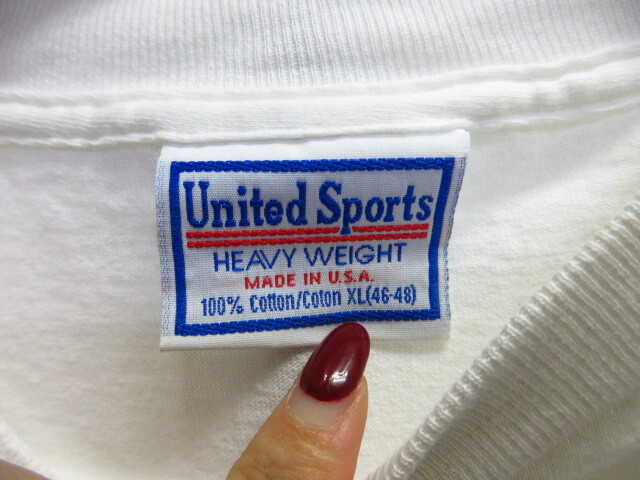 United Sports
HEAVY WEIGHT
MADE IN U.S.A.
100% Cotton/Coton XL(46-48)